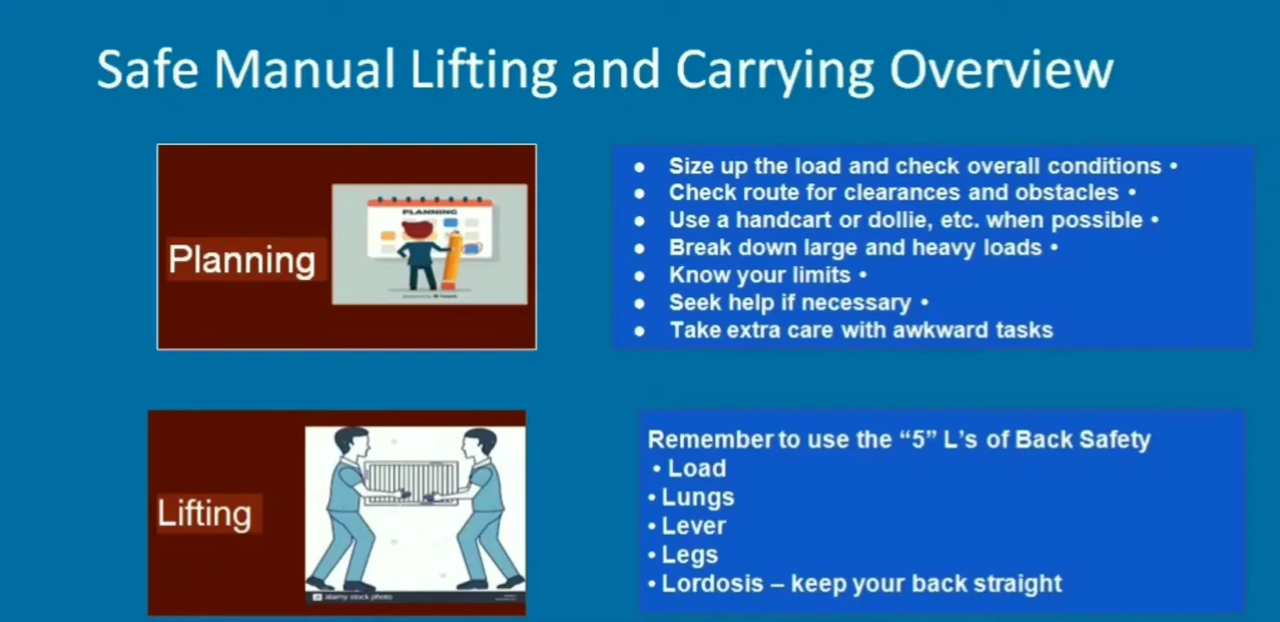 Safe Manual Lifting and Carrying Overview
Planning
PLANNING
● Size up the load and check overall conditions •
● Check route for clearances and obstacles •
● Use a handcart or dollie, etc. when possible •
● Break down large and heavy loads •
● Know your limits •
● Seek help if necessary •
● Take extra care with awkward tasks
Lifting
alamy stock photo
Remember to use the “5” L’s of Back Safety
• Load
• Lungs
• Lever
• Legs
• Lordosis – keep your back straight